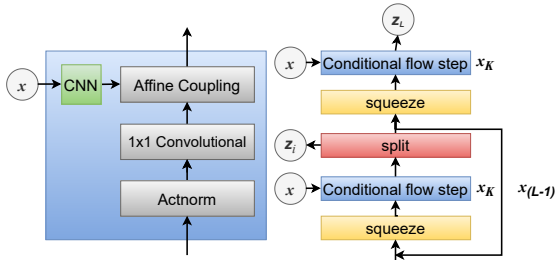 x
CNN
Affine Coupling
1x1 Convolutional
Actnorm
z_L
x
Conditional flow step
x_K
squeeze
z_i
split
x
Conditional flow step
x_K
x_(L-1)
squeeze